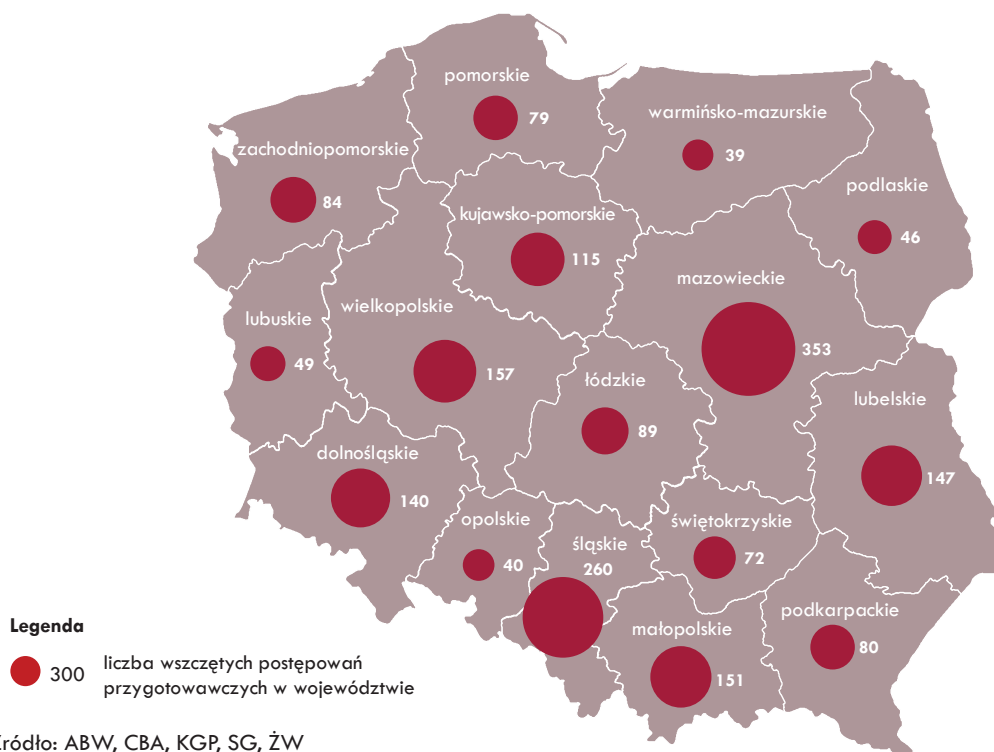 pomorskie
79
warmińsko-mazurskie
39
zachodniopomorskie
84
podlaskie
46
kujawsko-pomorskie
115
mazowieckie
353
wielkopolskie
157
lubuskie
49
łódzkie
89
lubelskie
147
dolnośląskie
140
opolskie
40
śląskie
260
świętokrzyskie
72
podkarpackie
80
małopolskie
151
Legenda
300
liczba wszczętych postępowań
przygotowawczych w województwie
ródło: ABW, CBA, KGP, SG, ŻW